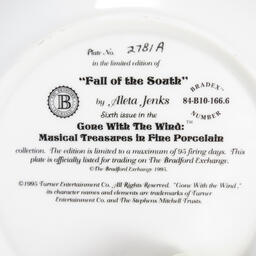 Plate No. 2781A
in the limited edition of
"Fall of the South"
by Aleta Jenks
BRADEX™
84-B10-166.6
NUMBER
B
Sixth issue in the
Gone With The Wind:
Musical Treasures in Fine Porcelain
collection. The edition is limited to a maximum of 95 firing days. This
plate is officially listed for trading on The Bradford Exchange.
© The Bradford Exchange 1995.
©1995 Turner Entertainment Co. All Rights Reserved. "Gone With the Wind",
its character names and elements are trademarks of Turner
Entertainment Co. and The Stephens Mitchell Trusts.